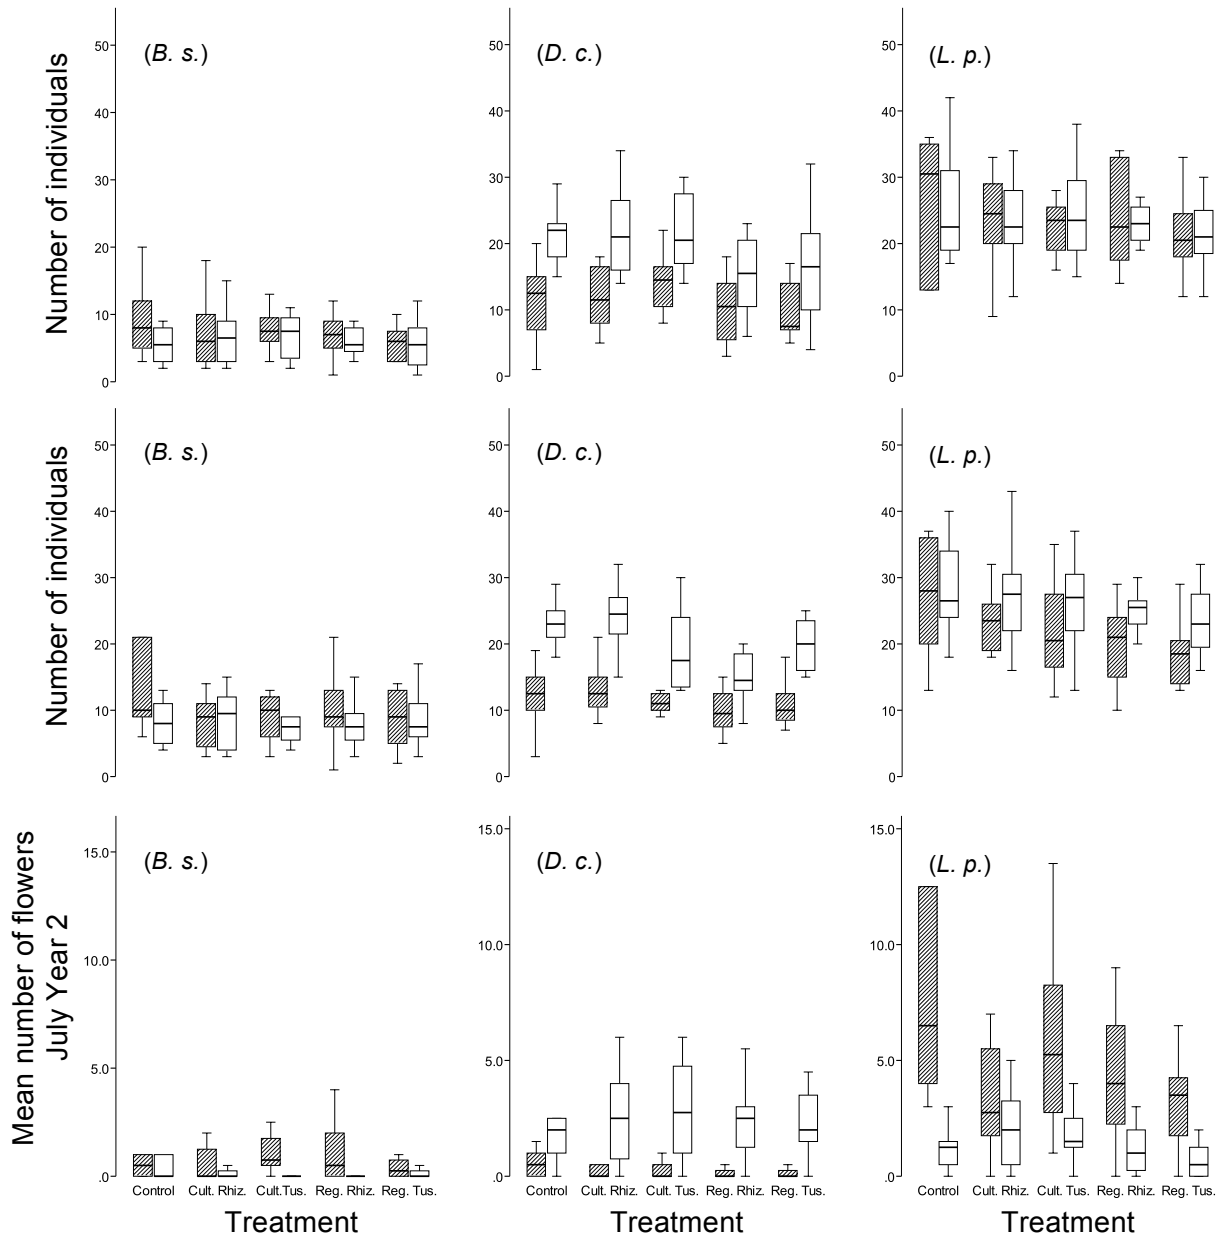 Number of individuals
50
40
30
20
10
0
(B. s.)
50
40
30
20
10
0
(D. c.)
50
40
30
20
10
0
(L. p.)
Number of individuals
50
40
30
20
10
0
(B. s.)
50
40
30
20
10
0
(D. c.)
50
40
30
20
10
0
(L. p.)
Mean number of flowers
July Year 2
15.0
10.0
5.0
.0
(B. s.)
Control Cult. Rhiz. Cult.Tus. Reg. Rhiz. Reg. Tus.
Treatment
15.0
10.0
5.0
.0
(D. c.)
Control Cult. Rhiz. Cult. Tus. Reg. Rhiz. Reg. Tus.
Treatment
15.0
10.0
5.0
.0
(L. p.)
Control Cult. Rhiz. Cult. Tus. Reg. Rhiz. Reg. Tus.
Treatment